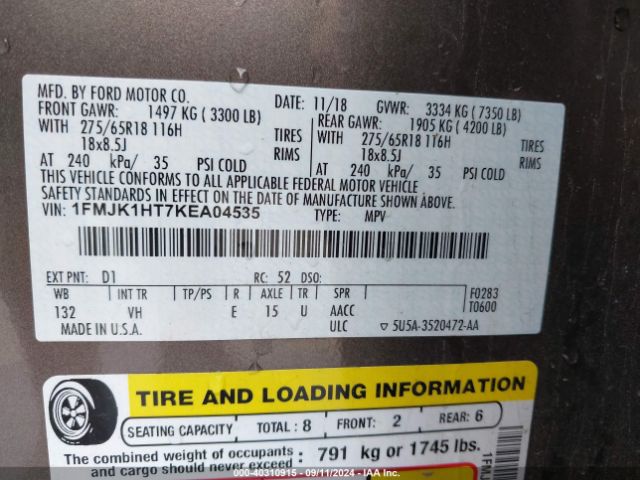 MFD. BY FORD MOTOR CO.
DATE: 11/18 GVWR: 3334 KG ( 7350 LB)
FRONT GAWR: 1497 KG ( 3300 LB)
REAR GAWR: 1905 KG ( 4200 LB)
WITH 275/65R18 116H TIRES
275/65R18 116H TIRES
18x8.5J RIMS
WITH 18x8.5J RIMS
AT 240 kPa/ 35 PSI COLD
AT 240 kPa/ 35 PSI COLD
THIS VEHICLE CONFORMS TO ALL APPLICABLE FEDERAL MOTOR VEHICLE
SAFETY STANDARDS IN EFFECT ON THE DATE OF MANUFACTURE SHOWN ABOVE.
VIN: 1FMJK1HT7KEA04535 TYPE: MPV
EXT PNT: D1 RC: 52 DSO:
WB INT TR TP/PS R AXLE TR SPR F0283
132 VH E 15 U AACC T0600
MADE IN U.S.A. ULC ▽ 5U5A-3520472-AA
TIRE AND LOADING INFORMATION
SEATING CAPACITY TOTAL: 8 FRONT: 2 REAR: 6
The combined weight of occupants and cargo should never exceed : 791 kg or 1745 lbs.
© COPART - 40310915 - 09/11/2024 - IAA Inc.